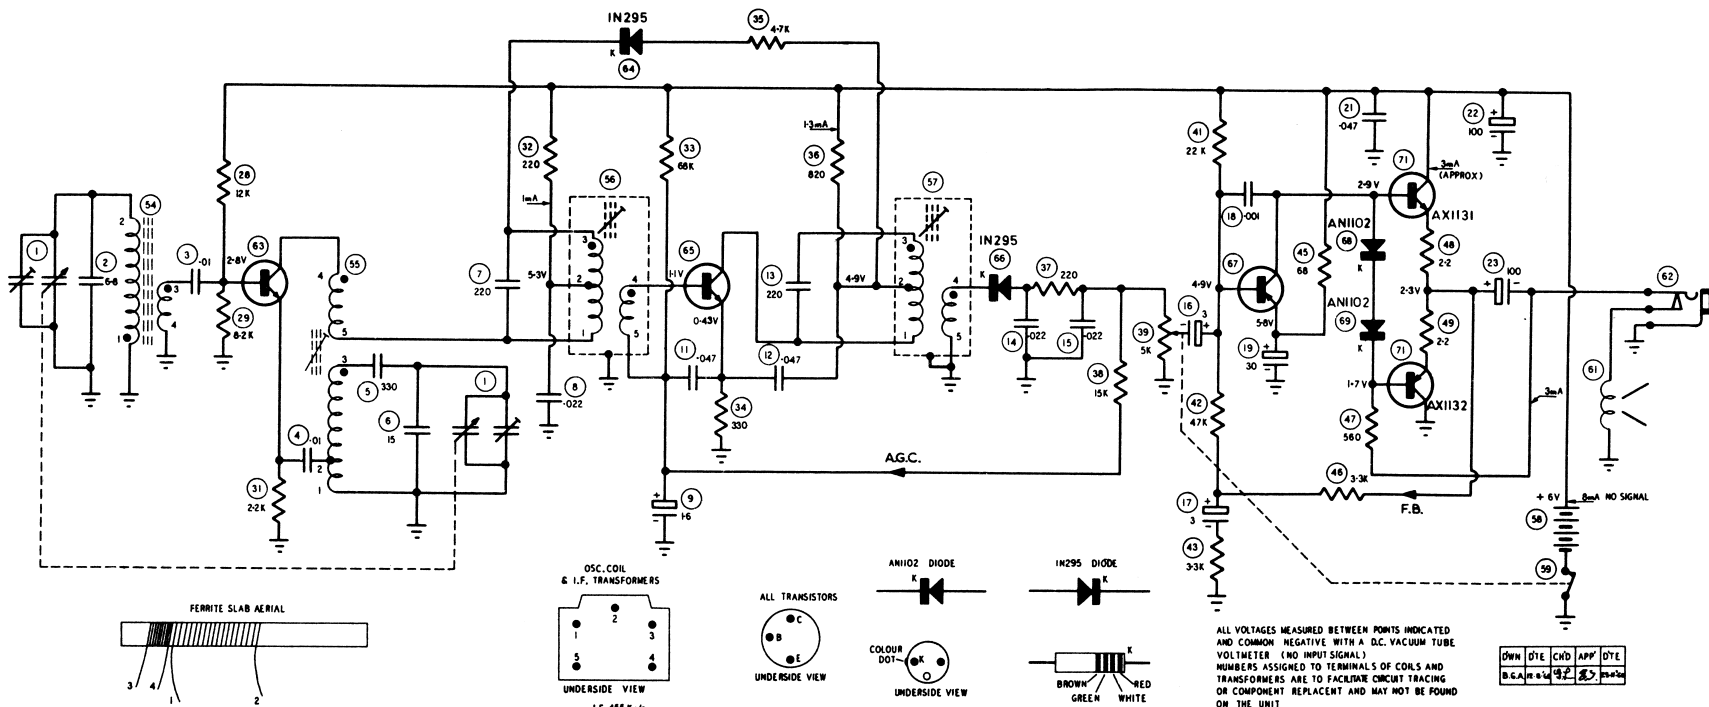 IN295
35
4·7K
K
64
1·3mA
32
220
33
68K
36
820
41
22 K
21
·047
22
100
+
-
28
12K
56
57
71
3mA
(APPROX)
2·9 V
AX1131
54
1mA
18
·001
AN1102
1
2
6·8
2
3
·01
2·8V
63
55
4
7
220
5·3V
3
2
4
65
1·1V
13
220
4·9V
3
2
4
IN295
K
66
37
220
4·9V
67
45
68
68
K
48
2·2
23
100
+
-
62
3
4
1
29
8·2K
5
1
5
0·43V
1
5
14
·022
15
·022
39
5K
16
3
-
+
5·8V
AN1102
69
K
2·3V
49
2·2
71
3
5
330
1
11
·047
12
·047
38
15K
19
30
+
-
1·7 V
AX1132
3mA
61
8
·022
6
15
34
330
42
47K
47
560
4
·01
2
1
A.G.C.
31
2·2K
46
3·3K
F.B.
9
1·6
+
-
17
3
+
-
+ 6V
8mA NO SIGNAL
58
43
3·3K
59
FERRITE SLAB AERIAL
3
4
1
2
OSC. COIL
& I.F. TRANSFORMERS
2
1
3
5
4
UNDERSIDE VIEW
ALL TRANSISTORS
C
B
E
UNDERSIDE VIEW
AN1102 DIODE
K
COLOUR
DOT
K
UNDERSIDE VIEW
IN295 DIODE
K
K
BROWN
RED
GREEN
WHITE
ALL VOLTAGES MEASURED BETWEEN POINTS INDICATED
AND COMMON NEGATIVE WITH A D.C. VACUUM TUBE
VOLTMETER (NO INPUT SIGNAL)
NUMBERS ASSIGNED TO TERMINALS OF COILS AND
TRANSFORMERS ARE TO FACILITATE CIRCUIT TRACING
OR COMPONENT REPLACENT AND MAY NOT BE FOUND
ON THE UNIT
D'WN D'TE CH'D APP' D'TE
B.G.A.